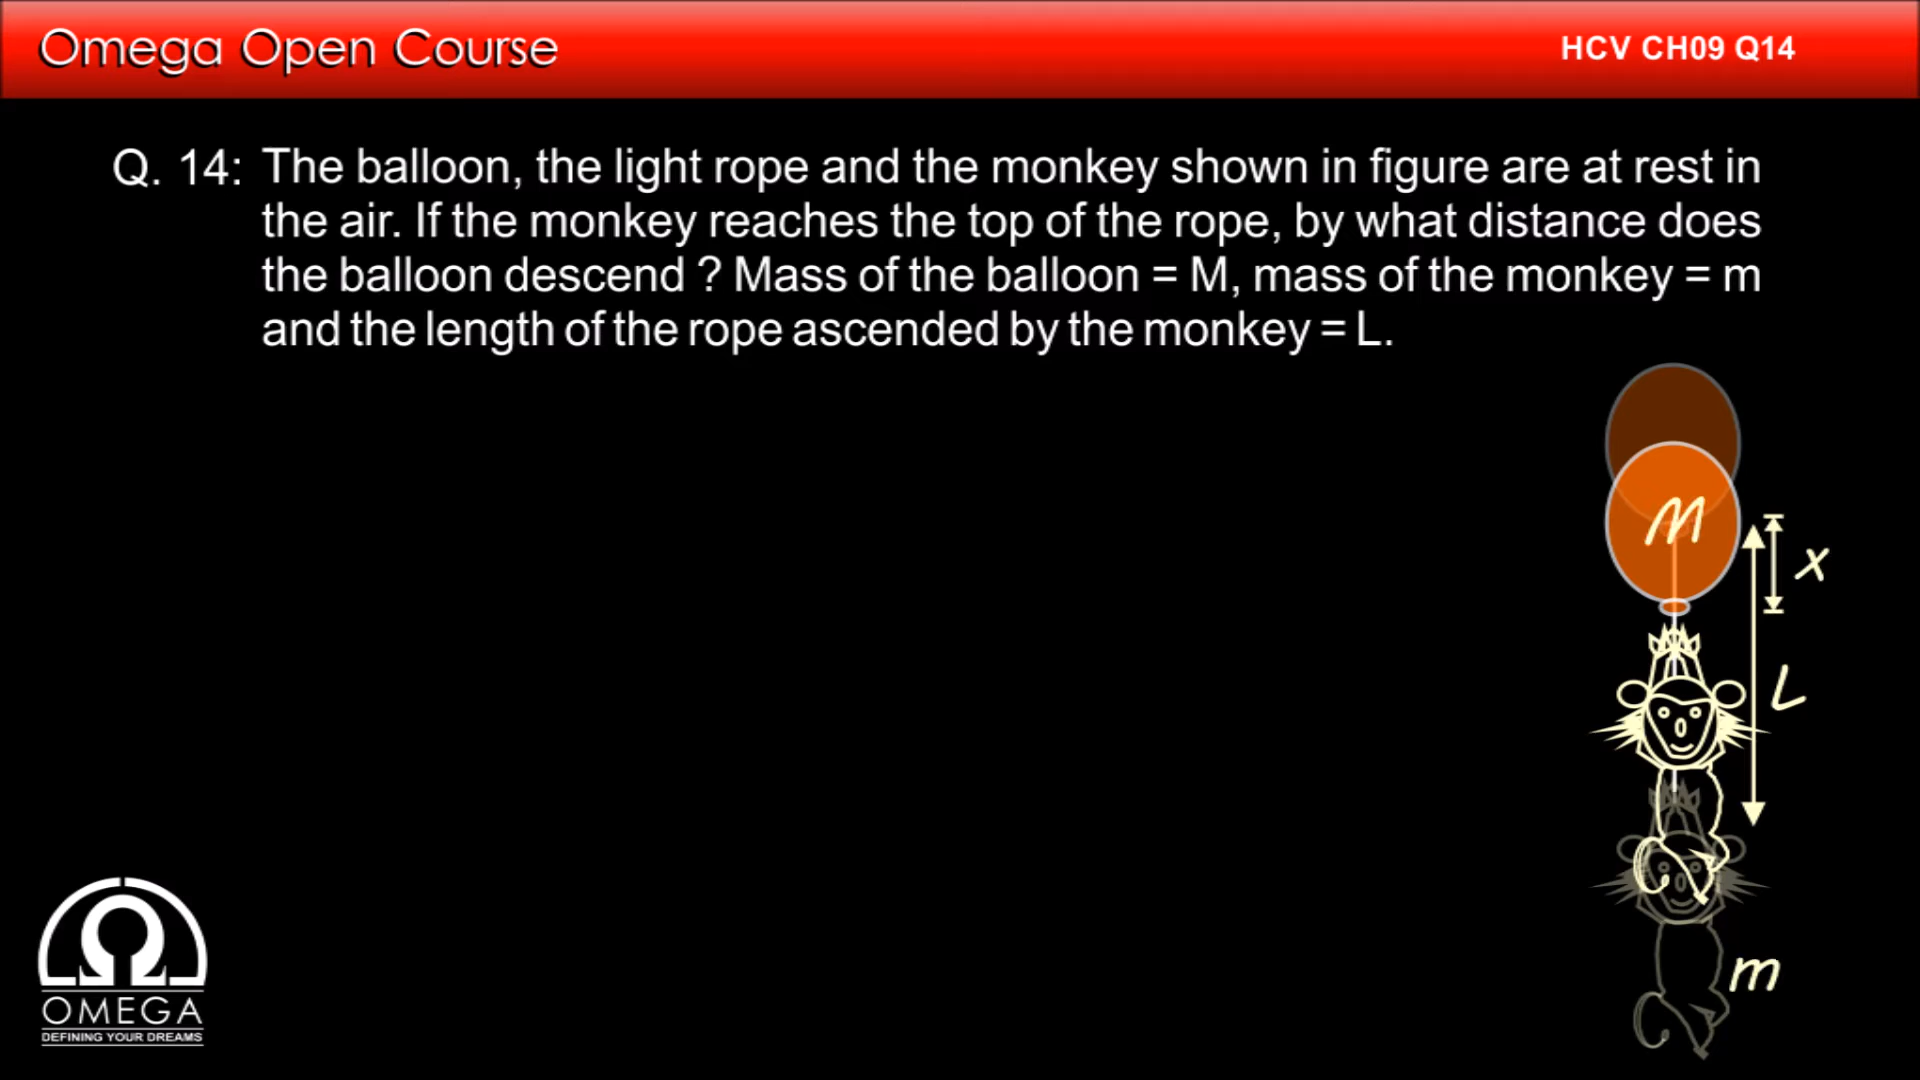 Omega Open Course
HCV CH09 Q14
Q. 14: The balloon, the light rope and the monkey shown in figure are at rest in
the air. If the monkey reaches the top of the rope, by what distance does
the balloon descend ? Mass of the balloon = M, mass of the monkey = m
and the length of the rope ascended by the monkey = L.
M
x
L
m
OMEGA
DEFINING YOUR DREAMS